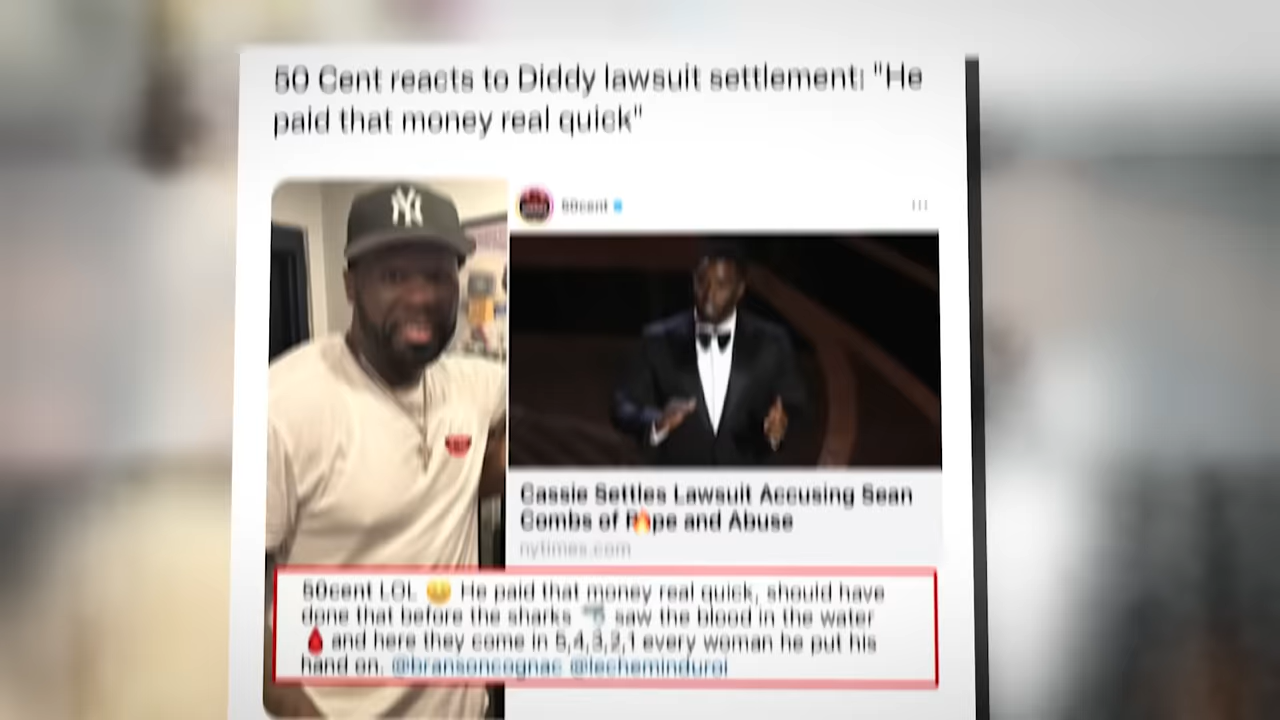 50 Cent reacts to Diddy lawsuit settlement: "He
paid that money real quick"
NY
50cent
Cassie Settles Lawsuit Accusing Sean
Combs of R🔥pe and Abuse
nytimes.com
50cent LOL 😀 He paid that money real quick, should have
done that before the sharks 🦈 saw the blood in the water
🩸 and here they come in 5,4,3,2,1 every woman he put his
hand on. @bransoncognac @lecheminduroi